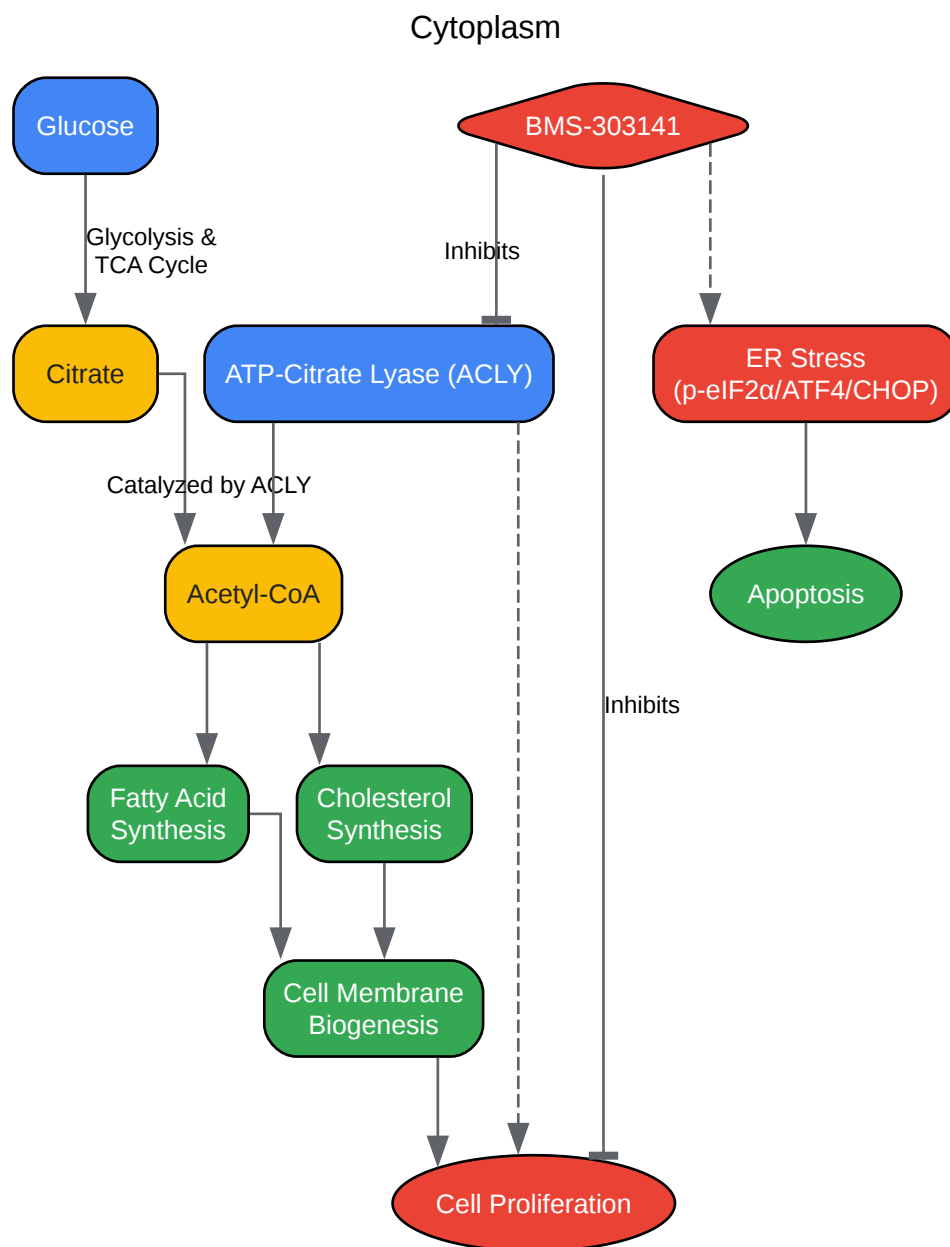 Cytoplasm
Glucose
BMS-303141
Glycolysis &
TCA Cycle
Inhibits
Citrate
ATP-Citrate Lyase (ACLY)
ER Stress
(p-eIF2α/ATF4/CHOP)
Catalyzed by ACLY
Acetyl-CoA
Apoptosis
Inhibits
Fatty Acid
Synthesis
Cholesterol
Synthesis
Cell Membrane
Biogenesis
Cell Proliferation